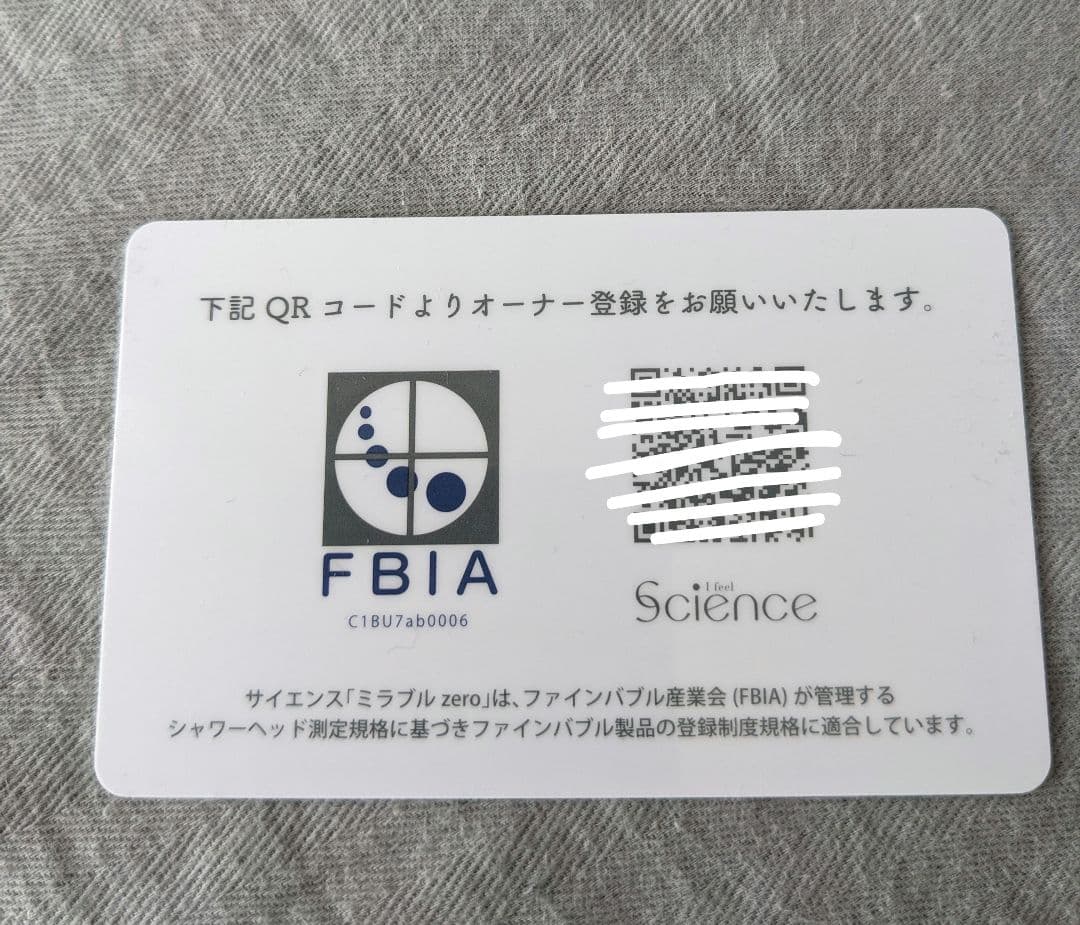 下記 QR コードよりオーナー登録をお願いいたします。
FBIA
C1BU7ab0006
I feel
Science
サイエンス「ミラブル zero」は、ファインバブル産業会 (FBIA) が管理する
シャワーヘッド測定規格に基づきファインバブル製品の登録制度規格に適合しています。